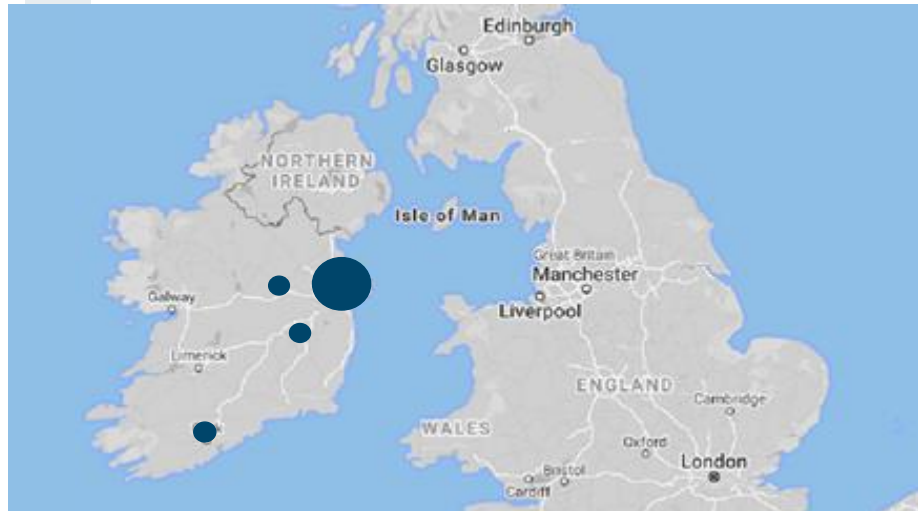 Edinburgh
Glasgow
NORTHERN
IRELAND
Isle of Man
Great Britain
Manchester
Liverpool
Galway
Limerick
ENGLAND
Cambridge
WALES
Oxford
London
Bristol
Cardiff